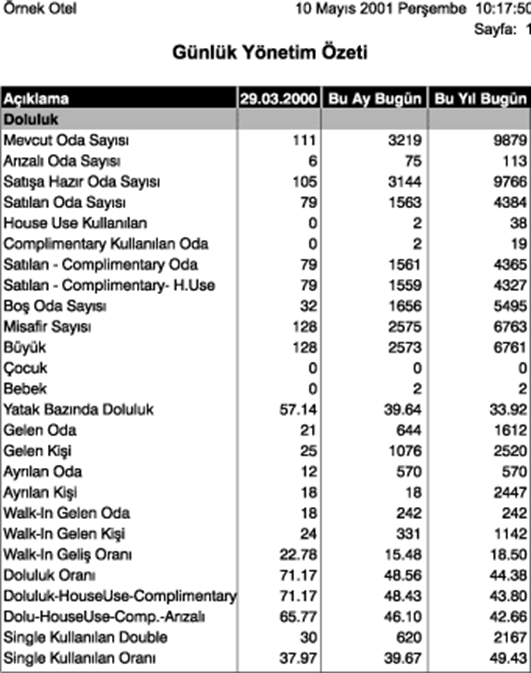 Örnek Otel 10 Mayıs 2001 Perşembe 10:17:50
Sayfa: 1
Günlük Yönetim Özeti
Açıklama 29.03.2000 Bu Ay Bugün Bu Yıl Bugün
Doluluk
Mevcut Oda Sayısı 111 3219 9879
Arızalı Oda Sayısı 6 75 113
Satışa Hazır Oda Sayısı 105 3144 9766
Satılan Oda Sayısı 79 1563 4384
House Use Kullanılan 0 2 38
Complimentary Kullanılan Oda 0 2 19
Satılan - Complimentary Oda 79 1561 4365
Satılan - Complimentary- H.Use 79 1559 4327
Boş Oda Sayısı 32 1656 5495
Misafir Sayısı 128 2575 6763
Büyük 128 2573 6761
Çocuk 0 0 0
Bebek 0 2 2
Yatak Bazında Doluluk 57.14 39.64 33.92
Gelen Oda 21 644 1612
Gelen Kişi 25 1076 2520
Ayrılan Oda 12 570 570
Ayrılan Kişi 18 18 2447
Walk-In Gelen Oda 18 242 242
Walk-In Gelen Kişi 24 331 1142
Walk-In Geliş Oranı 22.78 15.48 18.50
Doluluk Oranı 71.17 48.56 44.38
Doluluk-HouseUse-Complimentary 71.17 48.43 43.80
Dolu-HouseUse-Comp.-Arızalı 65.77 46.10 42.66
Single Kullanılan Double 30 620 2167
Single Kullanılan Oranı 37.97 39.67 49.43